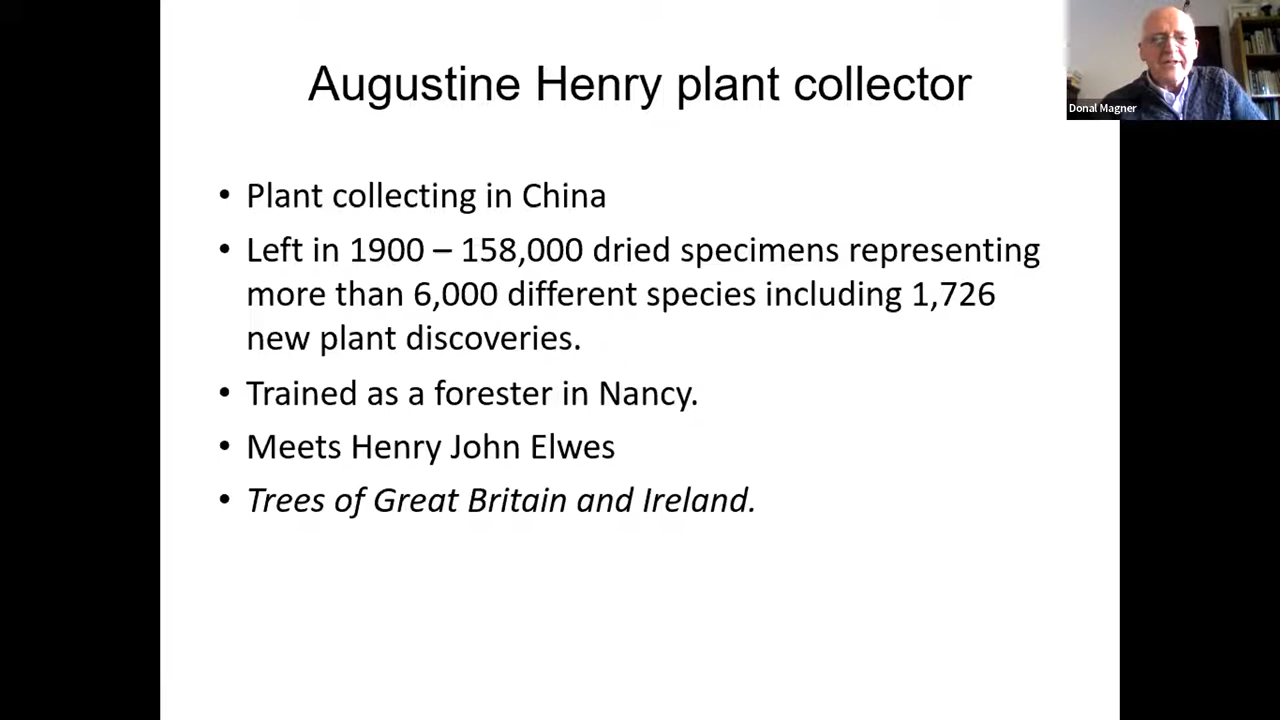 Augustine Henry plant collector
Donal Magner
• Plant collecting in China
• Left in 1900 – 158,000 dried specimens representing
more than 6,000 different species including 1,726
new plant discoveries.
• Trained as a forester in Nancy.
• Meets Henry John Elwes
• Trees of Great Britain and Ireland.